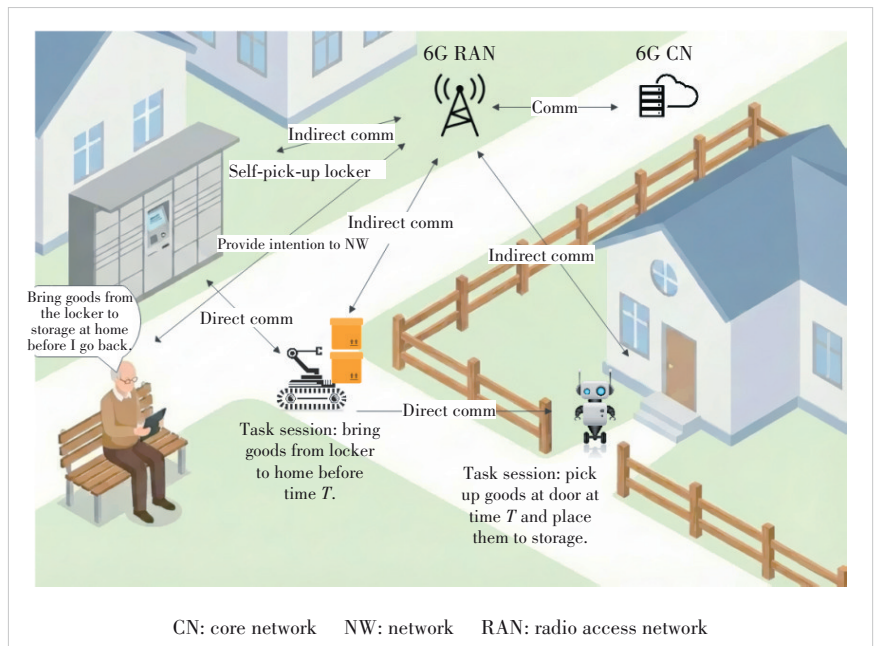 6G RAN
6G CN
Comm
Indirect comm
Self-pick-up locker
Indirect comm
Provide intention to NW
Indirect comm
Bring goods from
the locker to
storage at home
before I go back.
Direct comm
Direct comm
Task session: bring
goods from locker
to home before
time T.
Task session: pick
up goods at door at
time T and place
them to storage.
CN: core network NW: network RAN: radio access network